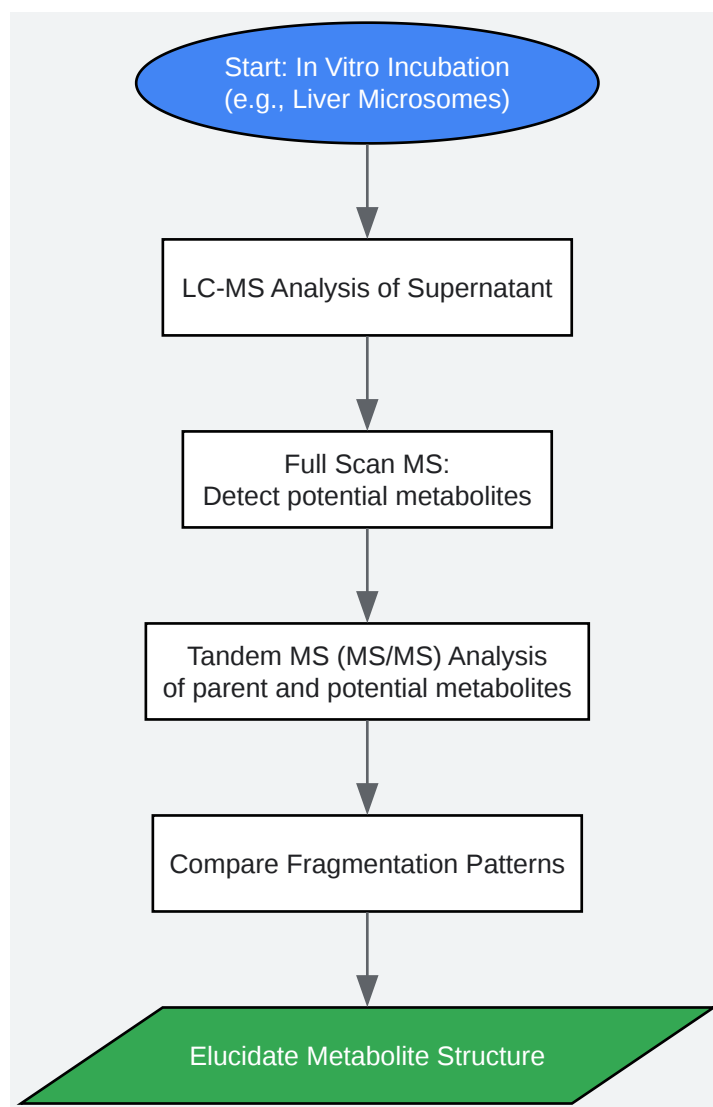 Start: In Vitro Incubation
(e.g., Liver Microsomes)
LC-MS Analysis of Supernatant
Full Scan MS:
Detect potential metabolites
Tandem MS (MS/MS) Analysis
of parent and potential metabolites
Compare Fragmentation Patterns
Elucidate Metabolite Structure